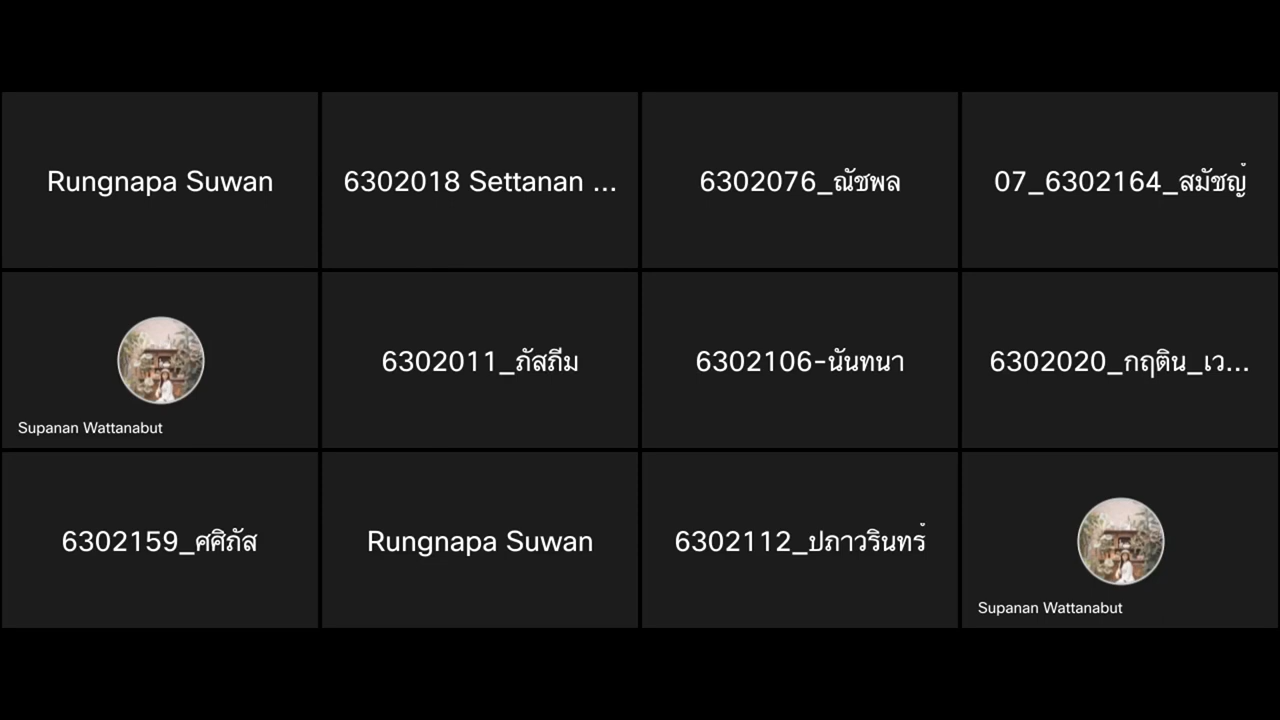 Rungnapa Suwan
6302018 Settanan ...
6302076_ณัชพล
07_6302164_สมัชญ์
Supanan Wattanabut
6302011_ภัสถีม
6302106-นันทนา
6302020_กฤติน_เว...
6302159_ศศิภัส
Rungnapa Suwan
6302112_ปภาวรินทร์
Supanan Wattanabut